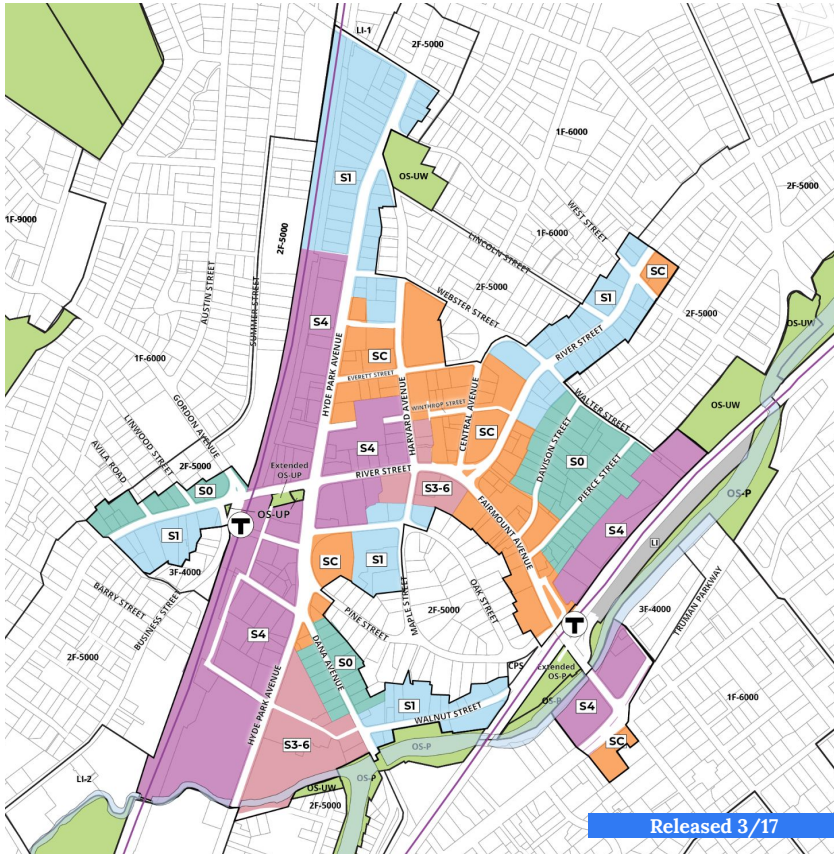 LI-1
2F-5000
1F-6000
OS-UW
S1
WEST STREET
2F-5000
1F-9000
2F-5000
LINCOLN STREET
1F-6000
SC
AUSTIN STREET
SUMMER STREET
2F-5000
S1
WEBSTER STREET
2F-5000
OS-UW
S4
HYDE PARK AVENUE
RIVER STREET
SC
1F-6000
EVERETT STREET
HARVARD AVENUE
WINTHROP STREET
CENTRAL AVENUE
WALTER STREET
OS-UW
GORDON AVENUE
LINWOOD STREET
AVILA ROAD
SC
DAVISON STREET
S4
S0
2F-5000
Extended
OS-UP
RIVER STREET
PIERCE STREET
S0
S3-6
OS-P
OS-UP
T
FAIRMOUNT AVENUE
S4
S1
LI
SC
S1
3F-4000
MAPLE STREET
OAK STREET
BARRY STREET
BUSINESS STREET
2F-5000
3F-4000
TRUMAN PARKWAY
PINE STREET
T
S4
DANA AVENUE
2F-5000
S0
CPS
Extended
OS-P
1F-6000
OS-P
S1
WALNUT STREET
S4
HYDE PARK AVENUE
S3-6
OS-P
SC
LI-2
OS-P
OS-UW
2F-5000
Released 3/17